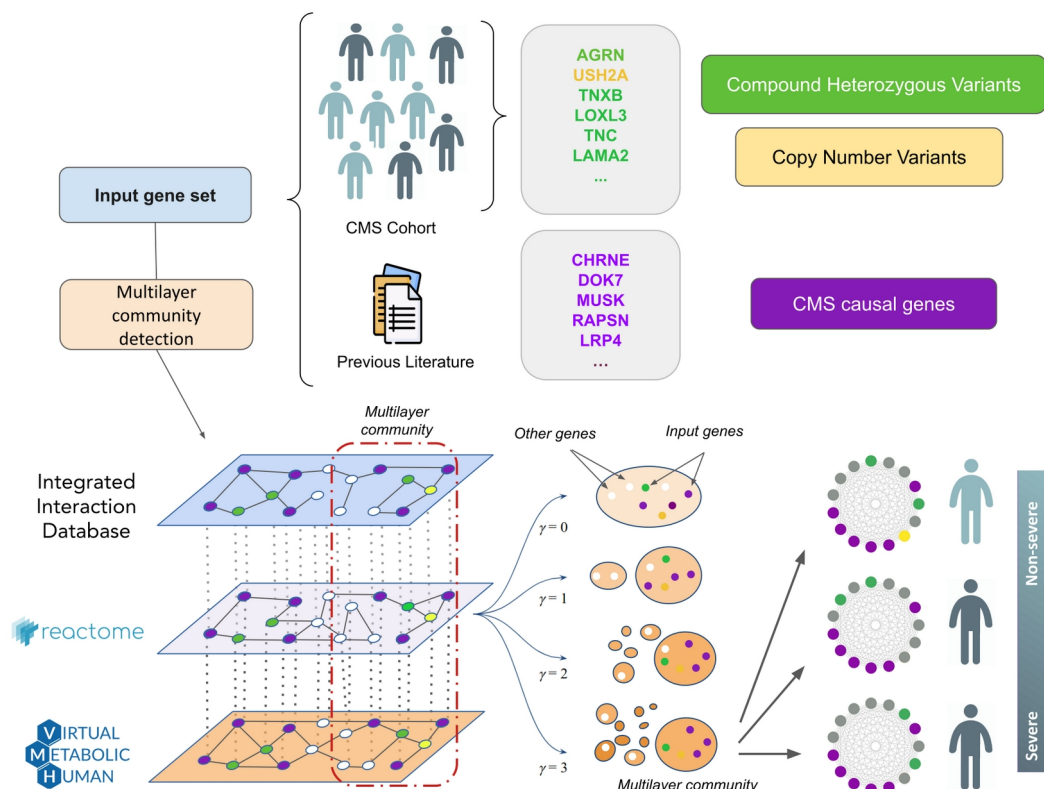 AGRN
USH2A
TNXB
LOXL3
TNC
LAMA2
...
Compound Heterozygous Variants
Copy Number Variants
Input gene set
CMS Cohort
Multilayer
community
detection
Previous Literature
CHRNE
DOK7
MUSK
RAPSN
LRP4
...
CMS causal genes
Multilayer
community
Other genes
Input genes
Integrated
Interaction
Database
reactome
VIRTUAL
METABOLIC
HUMAN
γ = 0
γ = 1
γ = 2
γ = 3
Multilayer community
Non-severe
Severe